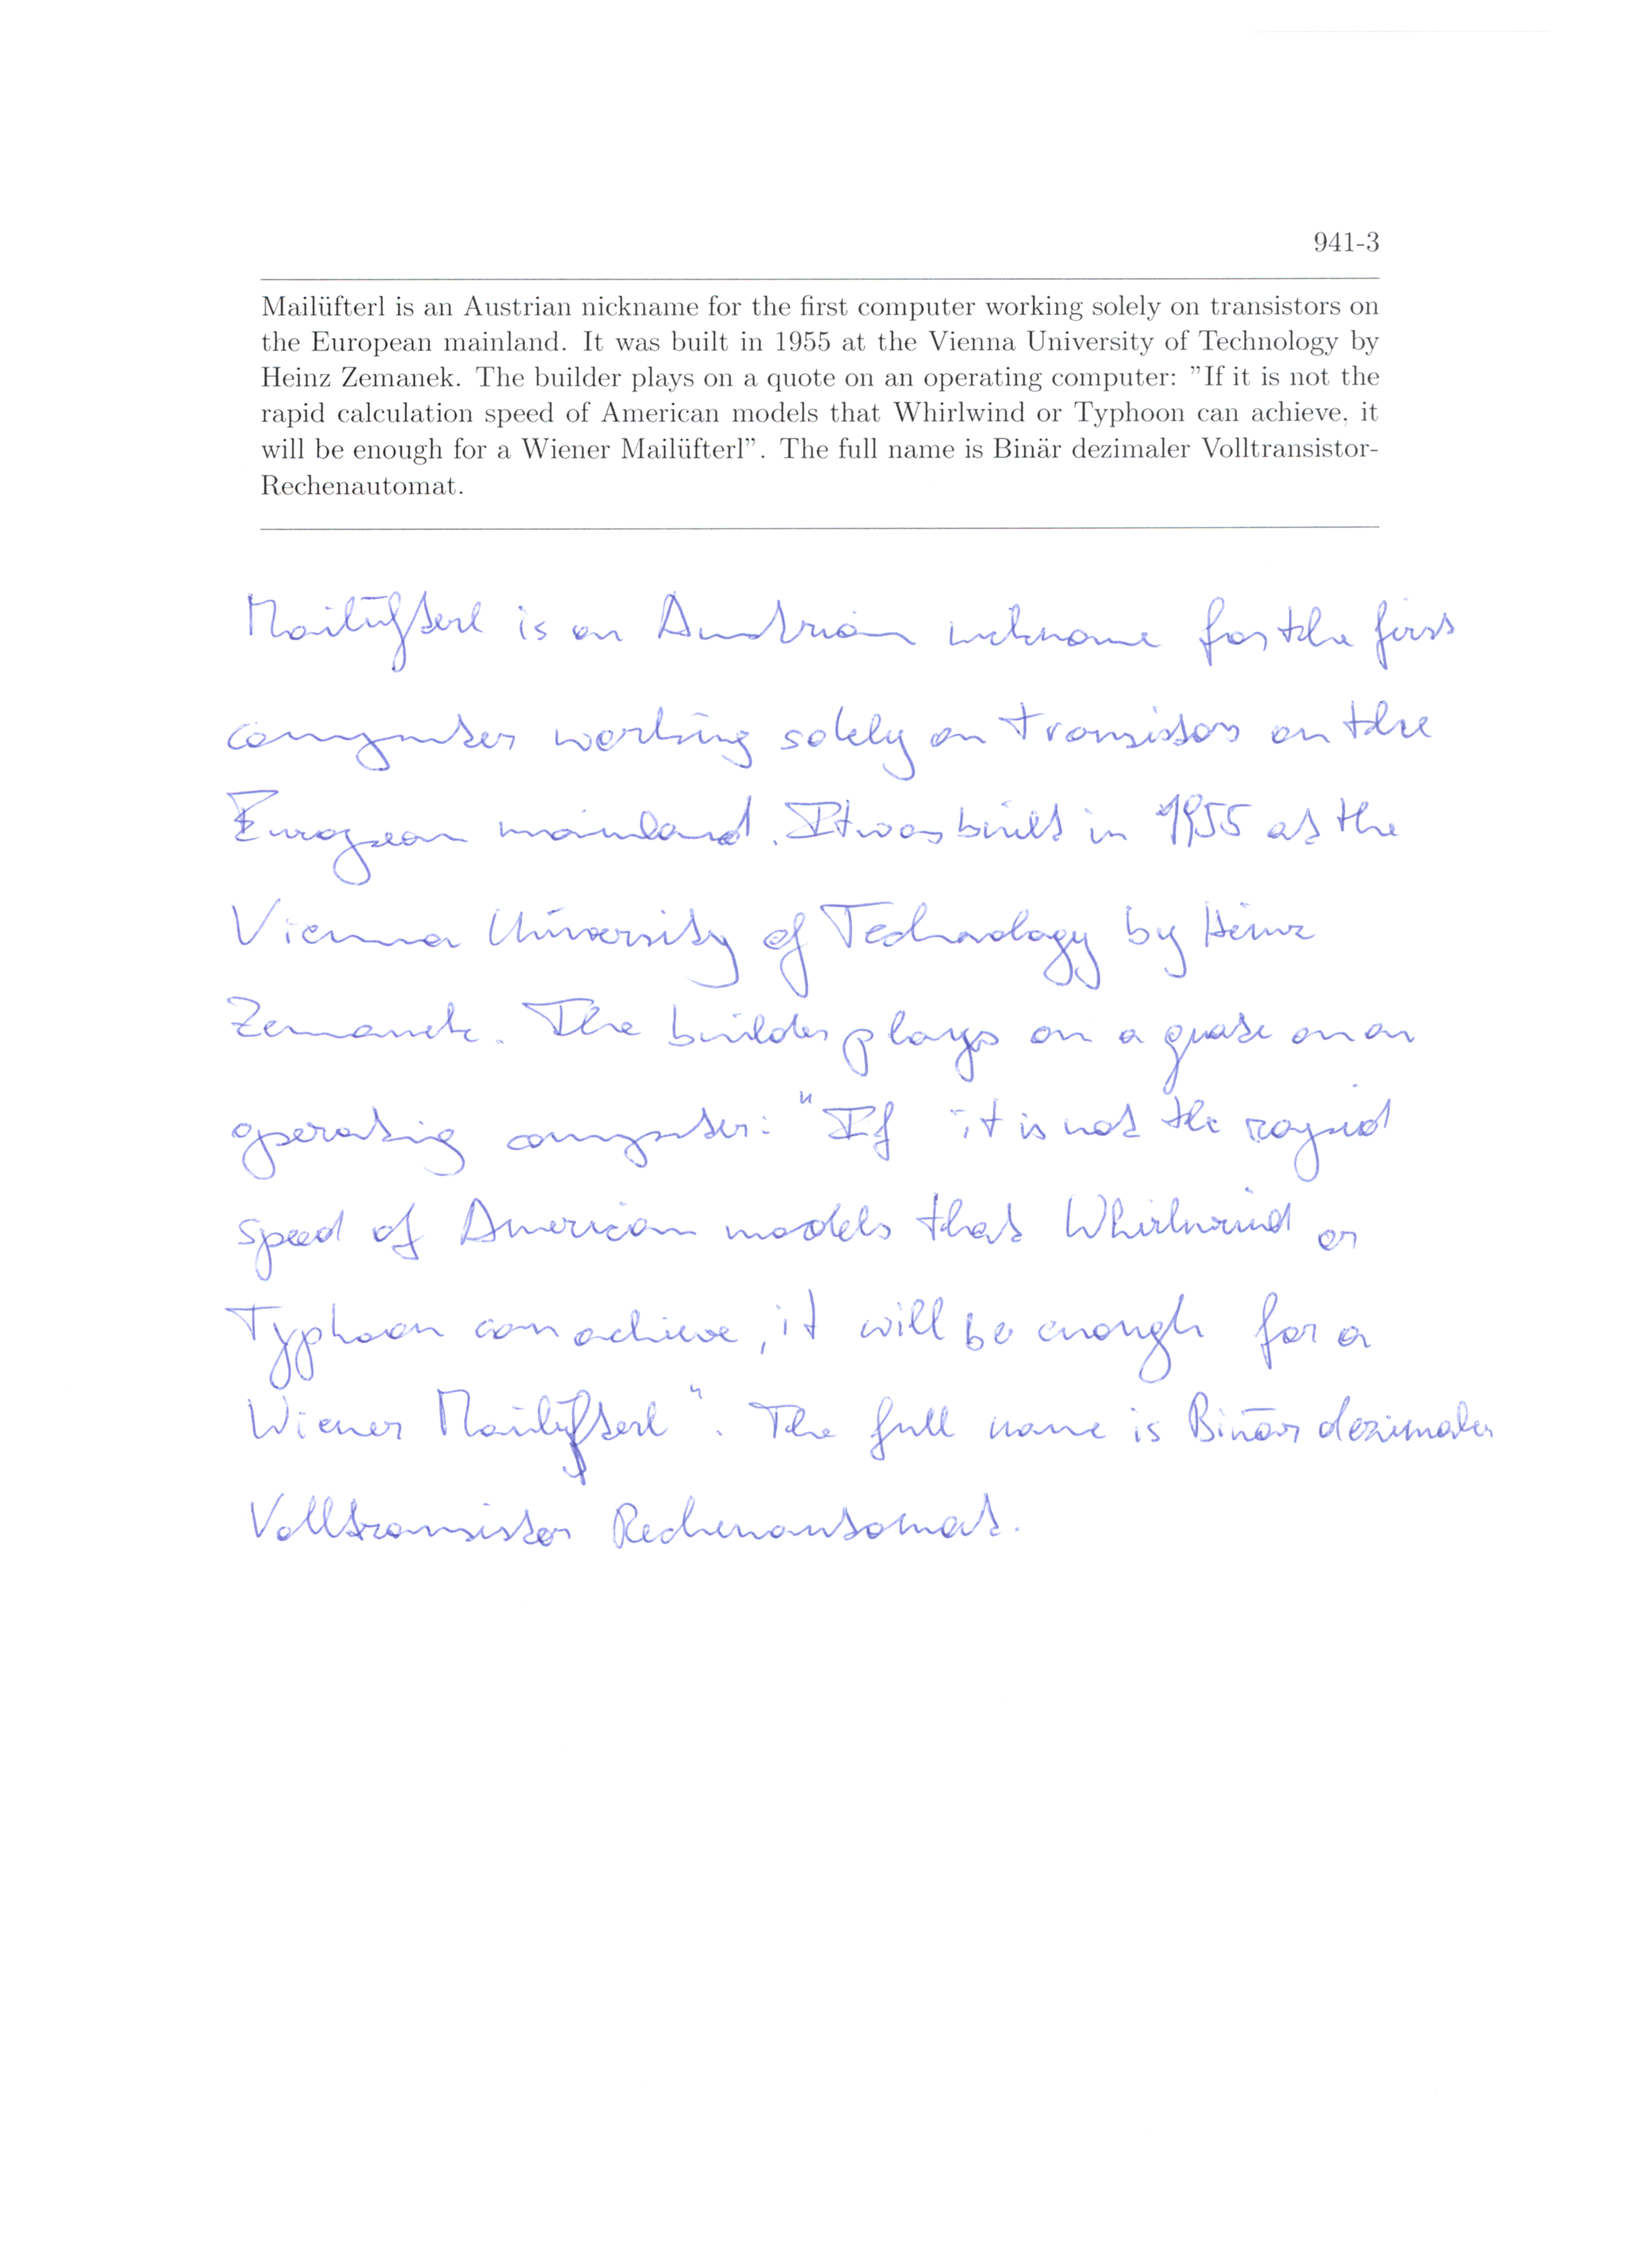 941-3
Mailüfterl is an Austrian nickname for the first computer working solely on transistors on
the European mainland. It was built in 1955 at the Vienna University of Technology by
Heinz Zemanek. The builder plays on a quote on an operating computer: "If it is not the
rapid calculation speed of American models that Whirlwind or Typhoon can achieve, it
will be enough for a Wiener Mailüfterl". The full name is Binär dezimaler Volltransistor-
Rechenautomat.
Mailüfterl is an Austrian nickname for the first
computer working solely on transistors on the
European mainland. It was built in 1955 at the
Vienna University of Technology by Heinz
Zemanek. The builder plays on a quote on an
operating computer: "If it is not the rapid
speed of American models that Whirlwind or
Typhoon can achieve, it will be enough for a
Wiener Mailüfterl". The full name is Binär dezimaler
Volltransistor Rechenautomat.